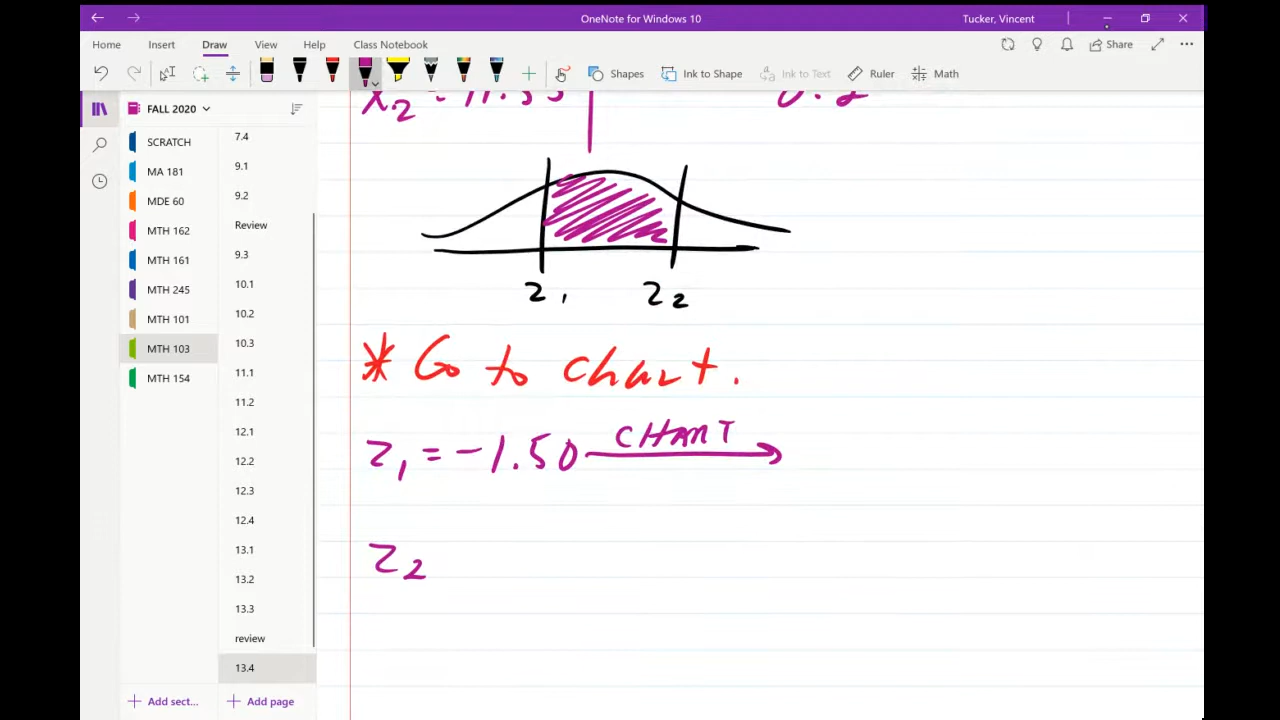 OneNote for Windows 10
Tucker, Vincent
Home Insert Draw View Help Class Notebook
Share
Shapes Ink to Shape Ink to Text Ruler Math
FALL 2020
SCRATCH
MA 181
MDE 60
MTH 162
MTH 161
MTH 245
MTH 101
MTH 103
MTH 154
Add sect...
7.4
9.1
9.2
Review
9.3
10.1
10.2
10.3
11.1
11.2
12.1
12.2
12.3
12.4
13.1
13.2
13.3
review
13.4
Add page
z₁ z₂
* Go to chart.
z₁ = -1.50 CHART →
z₂